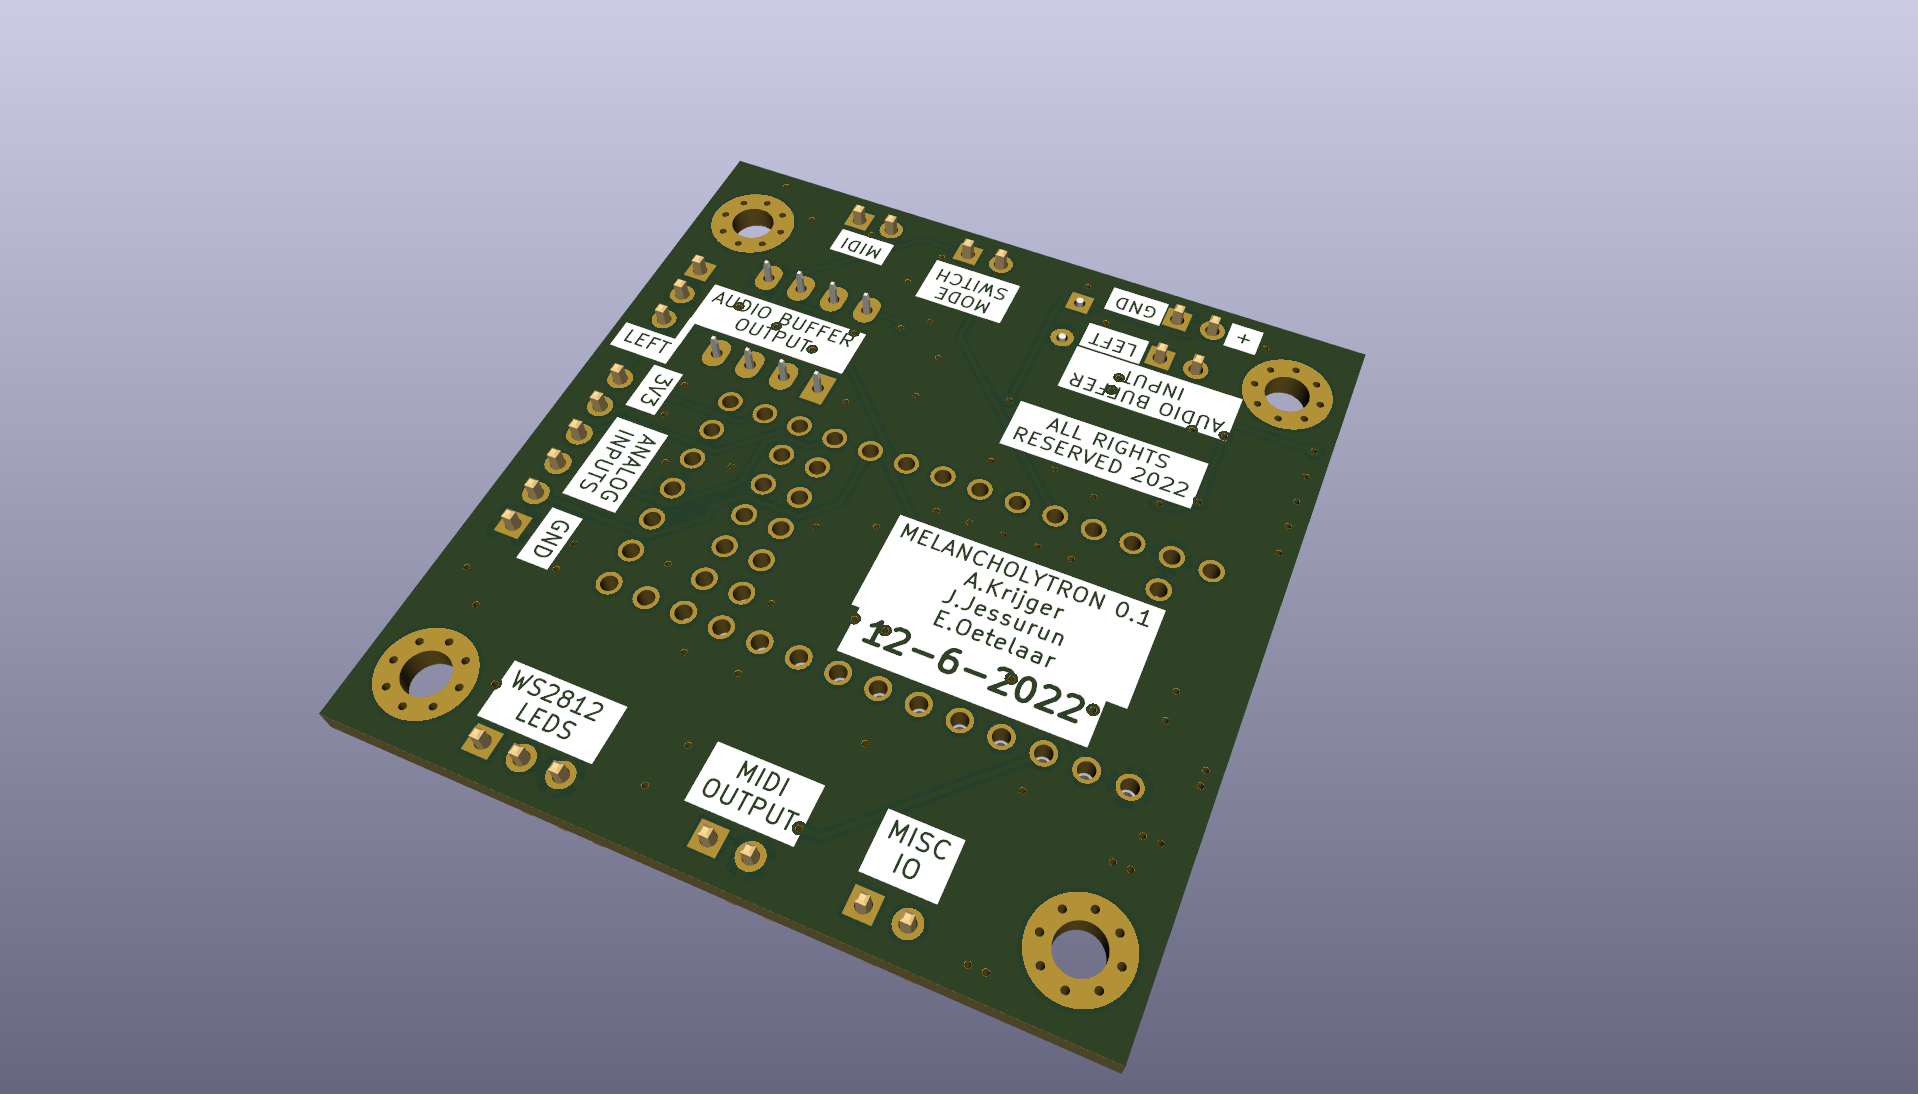 MIDI
MODE
SWITCH
GND
+
LEFT
AUDIO BUFFER
INPUT
AUDIO BUFFER
OUTPUT
LEFT
3V3
ANALOG
INPUTS
GND
ALL RIGHTS
RESERVED 2022
MELANCHOLYTRON 0.1
A.Krijger
J.Jessurun
E.Oetelaar
12-6-2022
WS2812
LEDS
MIDI
OUTPUT
MISC
IO